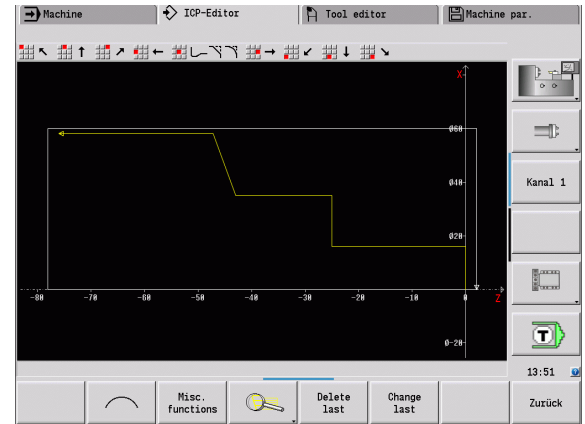 Machine
ICP-Editor
Tool editor
Machine par.
X
Ø60
Kanal 1
Ø40
Ø20
-80 -70 -60 -50 -40 -30 -20 -10 0 Z
Ø-20
T
13:51
Misc. functions
Delete last
Change last
Zurück